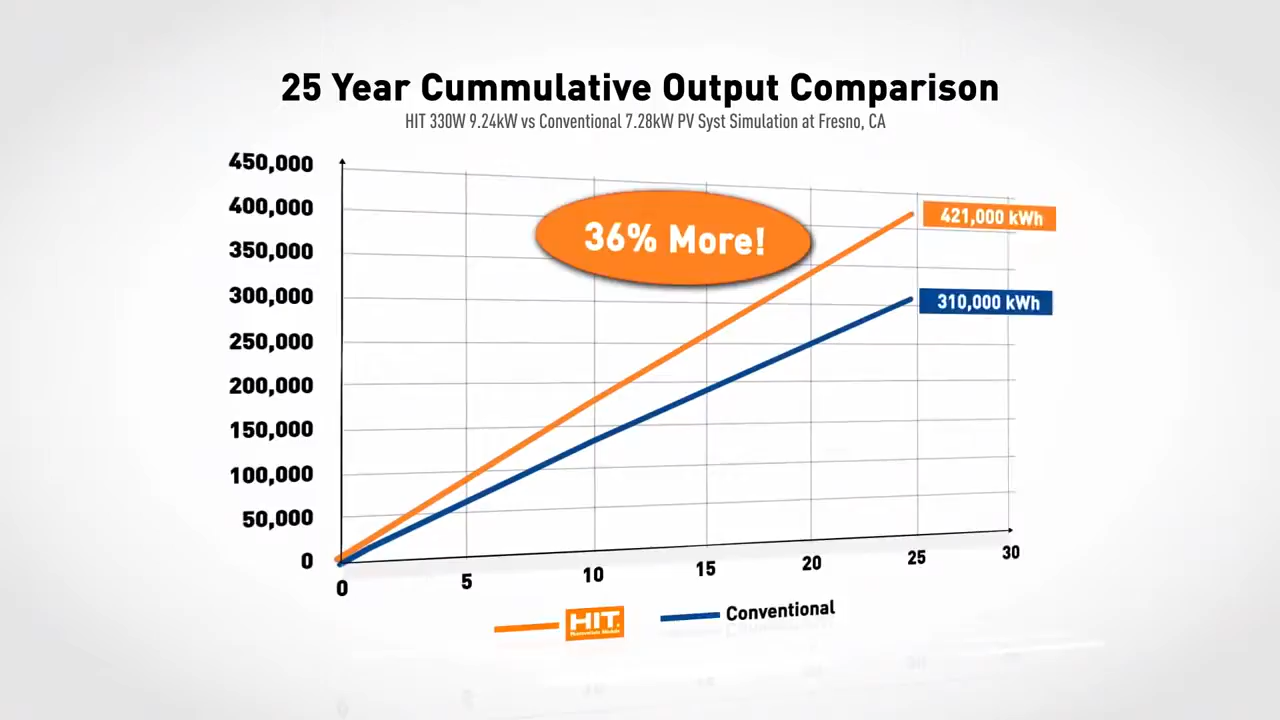 25 Year Cummulative Output Comparison
HIT 330W 9.24kW vs Conventional 7.28kW PV Syst Simulation at Fresno, CA
450,000
400,000
350,000
300,000
250,000
200,000
150,000
100,000
50,000
0
36% More!
421,000 kWh
310,000 kWh
0 5 10 15 20 25 30
HIT.
Photovoltaic Module
Conventional